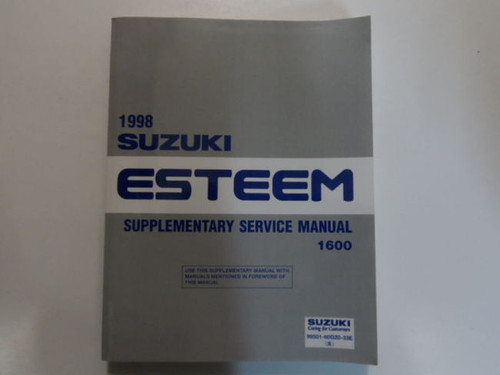 1998
SUZUKI
ESTEEM
SUPPLEMENTARY SERVICE MANUAL
1600
USE THIS SUPPLEMENTARY MANUAL WITH
MANUALS MENTIONED IN FOREWORD OF
THIS MANUAL
SUZUKI
Caring for Customers